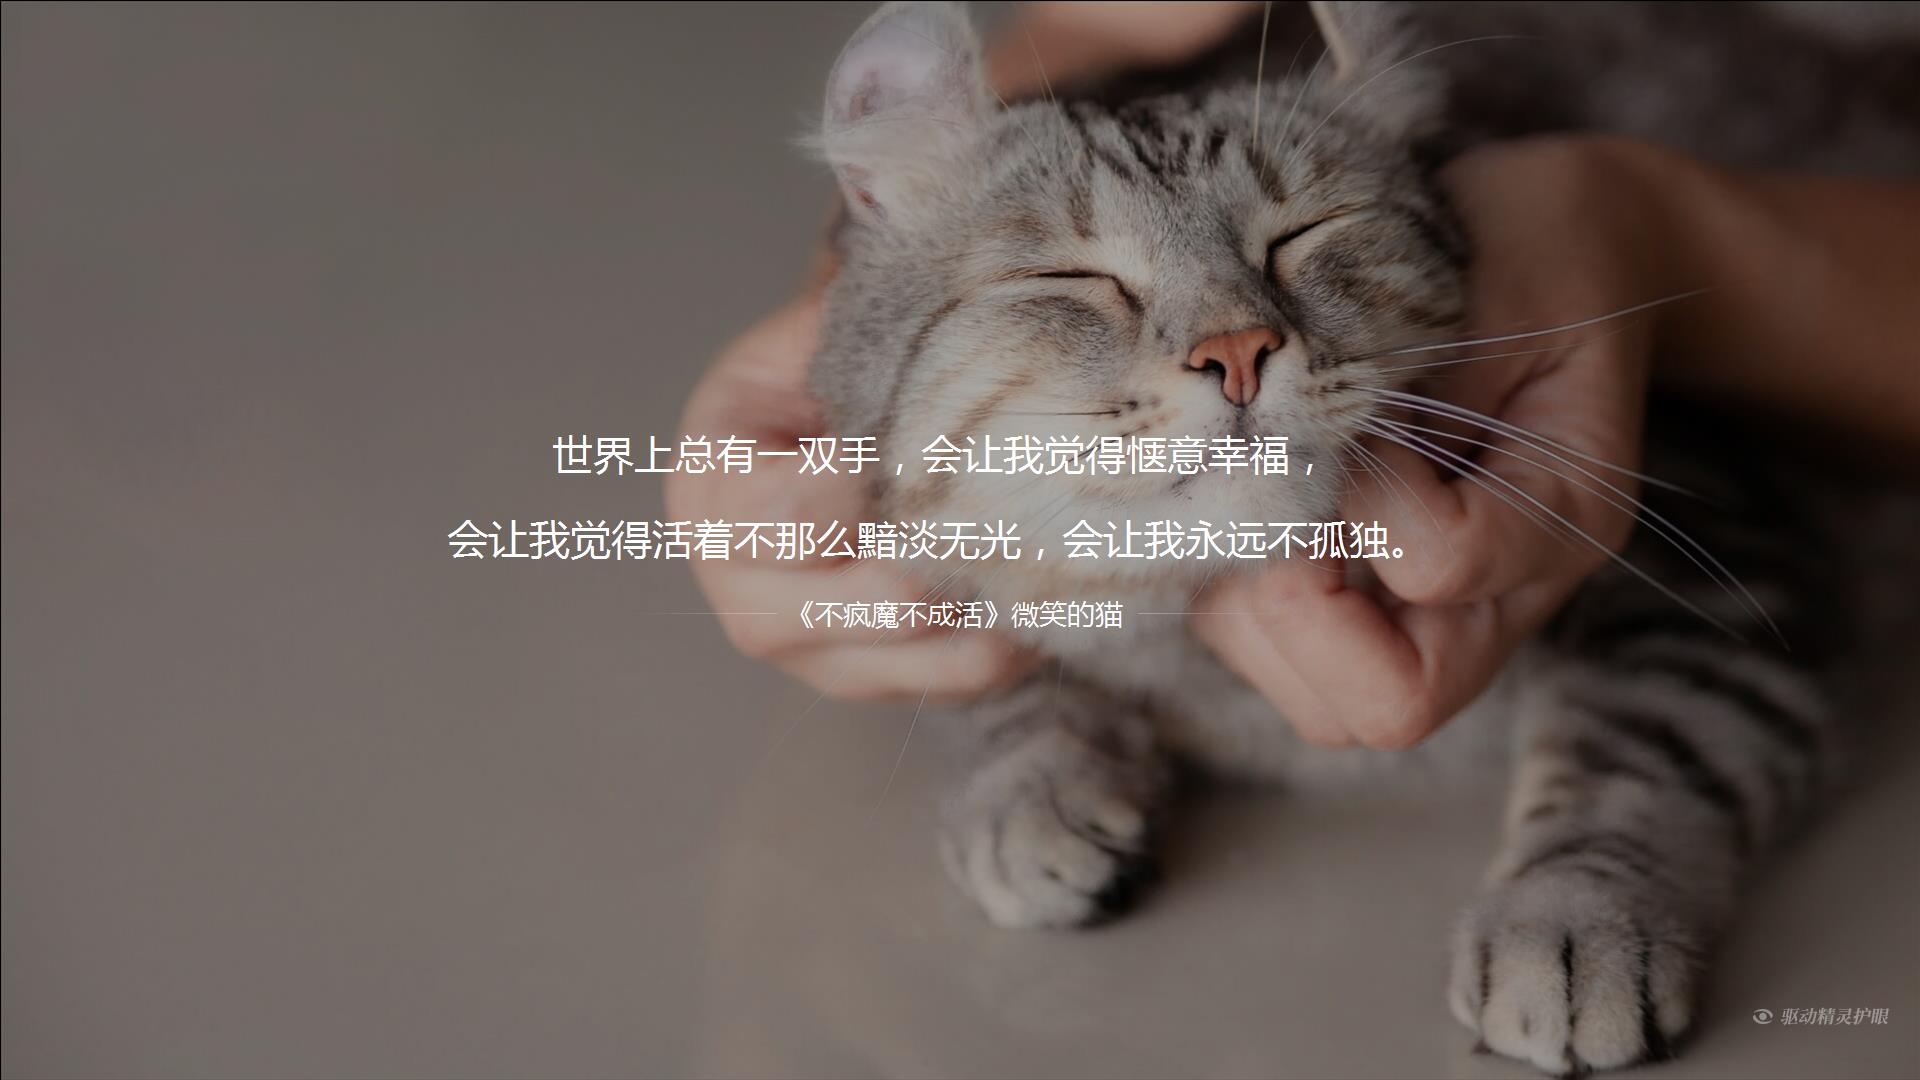 世界上总有一双手，会让我觉得惬意幸福，
会让我觉得活着不那么黯淡无光，会让我永远不孤独。
《不疯魔不成活》微笑的猫
驱动精灵护眼